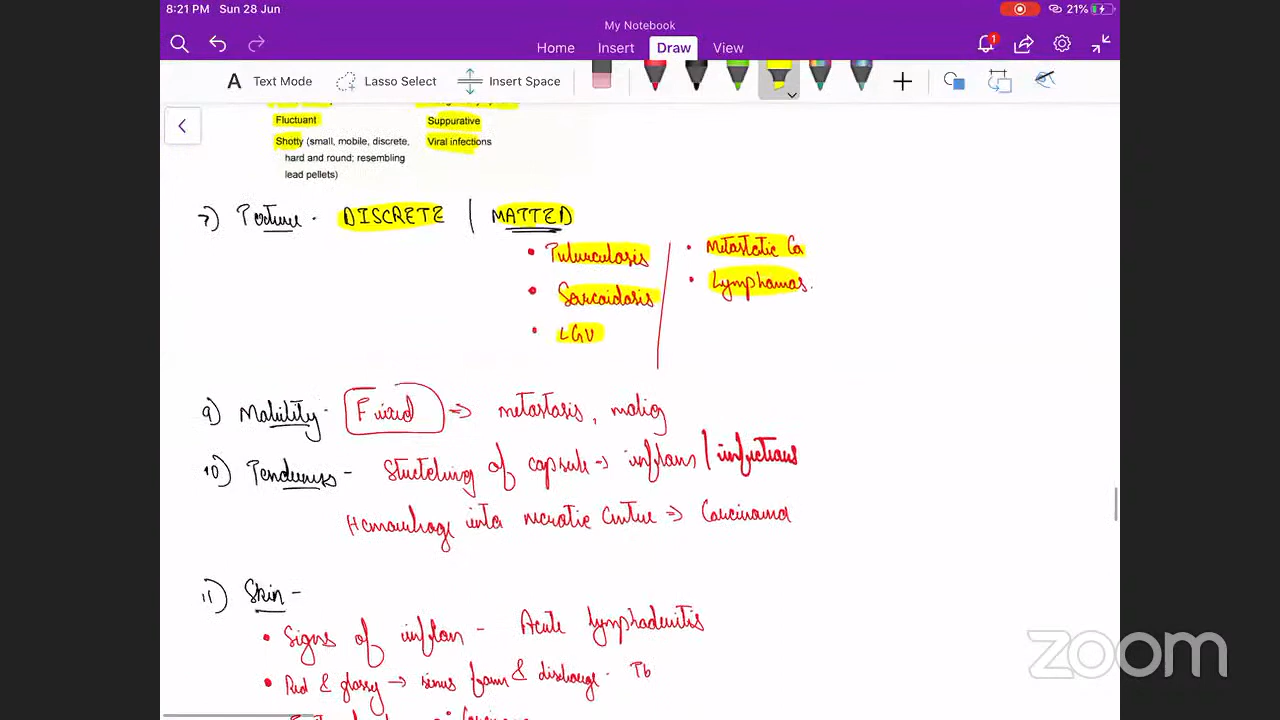 8:21 PM Sun 28 Jun
21%
My Notebook
Home Insert Draw View
1
A Text Mode Lasso Select Insert Space
Fluctuant Suppurative
Shotty (small, mobile, discrete, Viral infections
hard and round; resembling
lead pellets)
7) Texture - DISCRETE | MATTED
• Tuberculosis • Metastatic Ca
• Sarcoidosis • Lymphomas.
• LGV
9) Mobility - Fixed => metastasis, malig
10) Tenderness - Stretching of capsule -> inflam / infections
Hemorrhage into necrotic centre => Carcinoma
11) Skin -
• Signs of inflam - Acute lymphadenitis
• Red & glossy -> sinus form & discharge - Tb
zoom